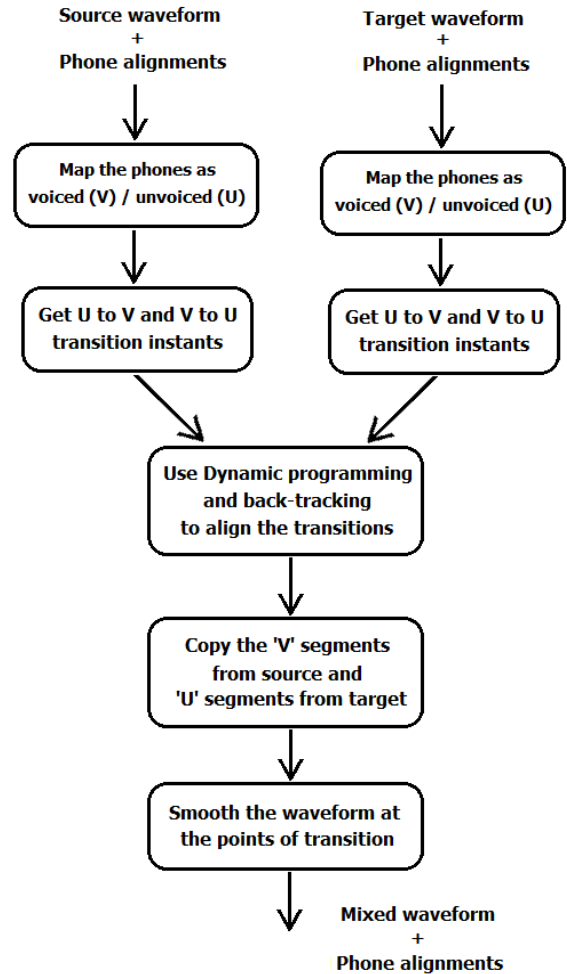 Source waveform
+
Phone alignments
Target waveform
+
Phone alignments
Map the phones as
voiced (V) / unvoiced (U)
Map the phones as
voiced (V) / unvoiced (U)
Get U to V and V to U
transition instants
Get U to V and V to U
transition instants
Use Dynamic programming
and back-tracking
to align the transitions
Copy the 'V' segments
from source and
'U' segments from target
Smooth the waveform at
the points of transition
Mixed waveform
+
Phone alignments